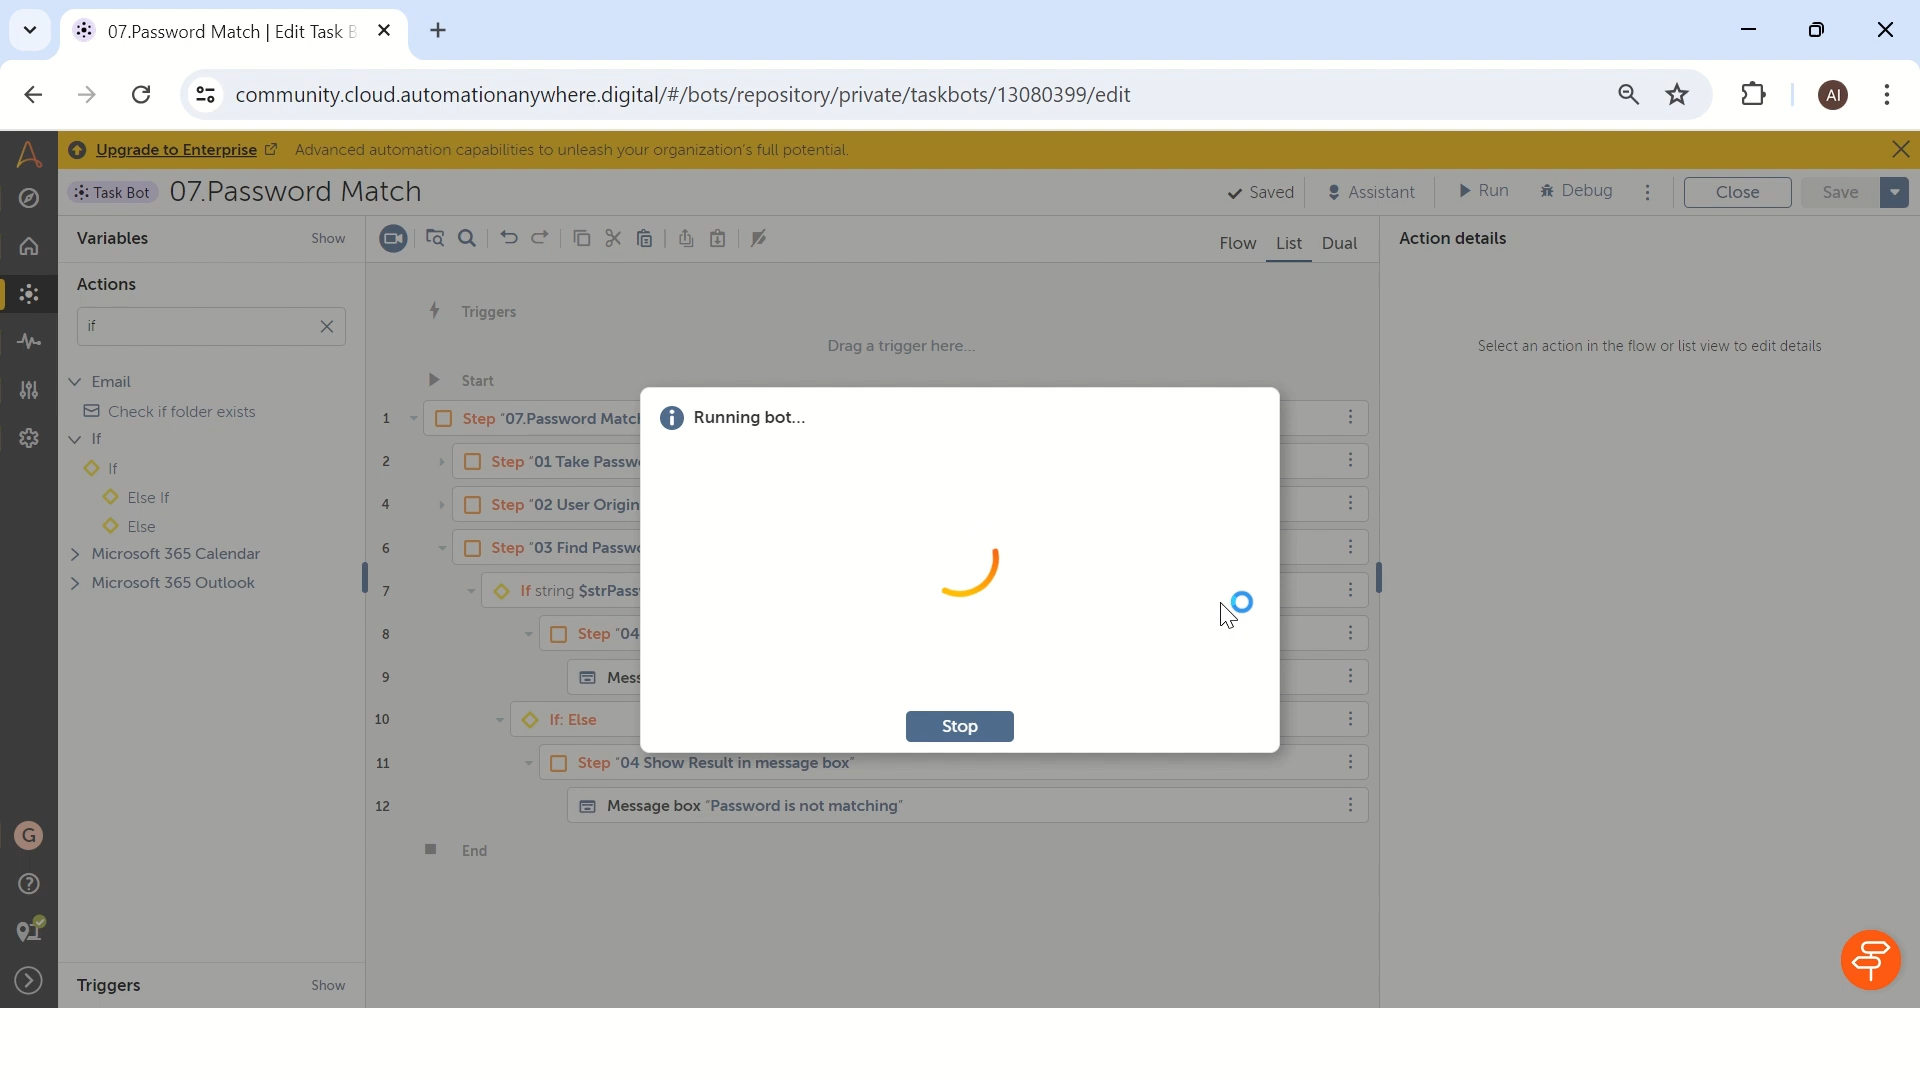 07.Password Match | Edit Task B
community.cloud.automationanywhere.digital/#/bots/repository/private/taskbots/13080399/edit
AI
Upgrade to Enterprise Advanced automation capabilities to unleash your organization's full potential.
Task Bot 07.Password Match
Saved Assistant Run Debug Close Save
Variables Show
Flow List Dual
Action details
Actions
if
Triggers
Drag a trigger here...
Select an action in the flow or list view to edit details
Email
Check if folder exists
If
If
Else If
Else
Microsoft 365 Calendar
Microsoft 365 Outlook
Start
1 Step "07.Password Match
2 Step "01 Take Passw
4 Step "02 User Origin
6 Step "03 Find Passwo
7 If string $strPass
8 Step "04
9 Mess
10 If: Else
11 Step "04 Show Result in message box"
12 Message box "Password is not matching"
End
Running bot...
Stop
G
Triggers Show